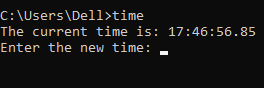 C:\Users\Dell>time
The current time is: 17:46:56.85
Enter the new time: